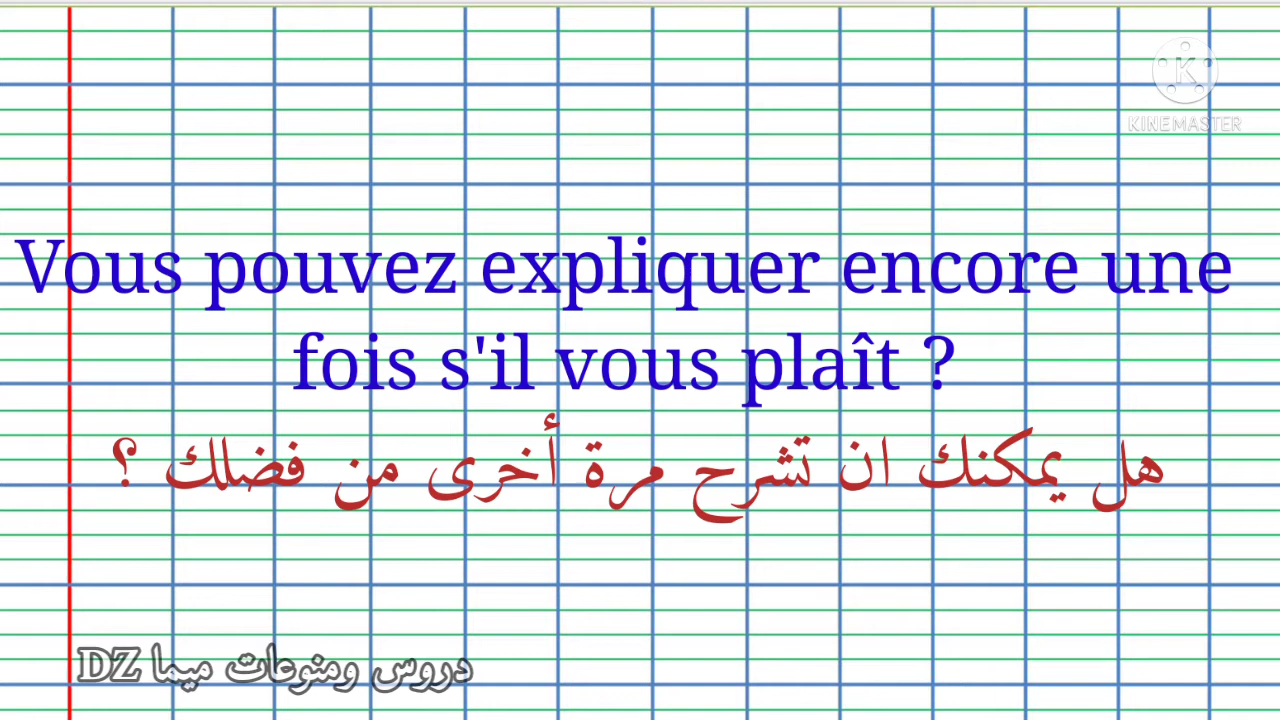 KINEMASTER
Vous pouvez expliquer encore une
fois s'il vous plaît ?
هل يمكنك ان تشرح مرة أخرى من فضلك ؟
دروس ومنوعات ميما DZ